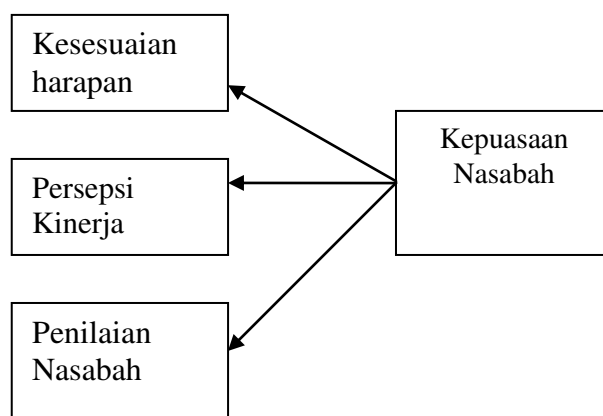 Kesesuaian
harapan
Kepuasaan
Nasabah
Persepsi
Kinerja
Penilaian
Nasabah